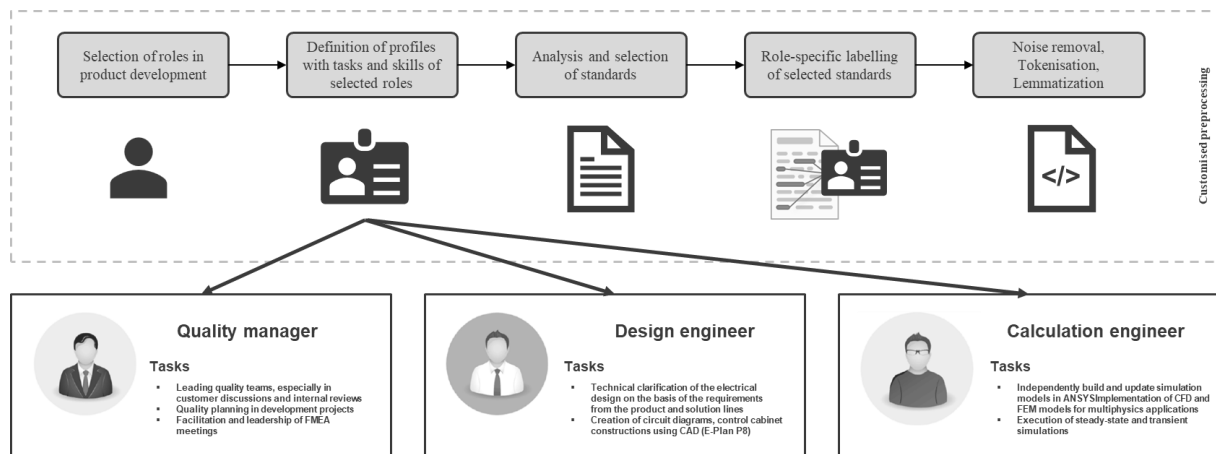 Selection of roles in
product development
Definition of profiles
with tasks and skills of
selected roles
Analysis and selection
of standards
Role-specific labelling
of selected standards
Noise removal,
Tokenisation,
Lemmatization
Customised preprocessing
</>
Quality manager
Tasks
▪ Leading quality teams, especially in
customer discussions and internal reviews
▪ Quality planning in development projects
▪ Facilitation and leadership of FMEA
meetings
Design engineer
Tasks
▪ Technical clarification of the electrical
design on the basis of the requirements
from the product and solution lines
▪ Creation of circuit diagrams, control cabinet
constructions using CAD (E-Plan P8)
Calculation engineer
Tasks
▪ Independently build and update simulation
models in ANSYSImplementation of CFD and
FEM models for multiphysics applications
▪ Execution of steady-state and transient
simulations